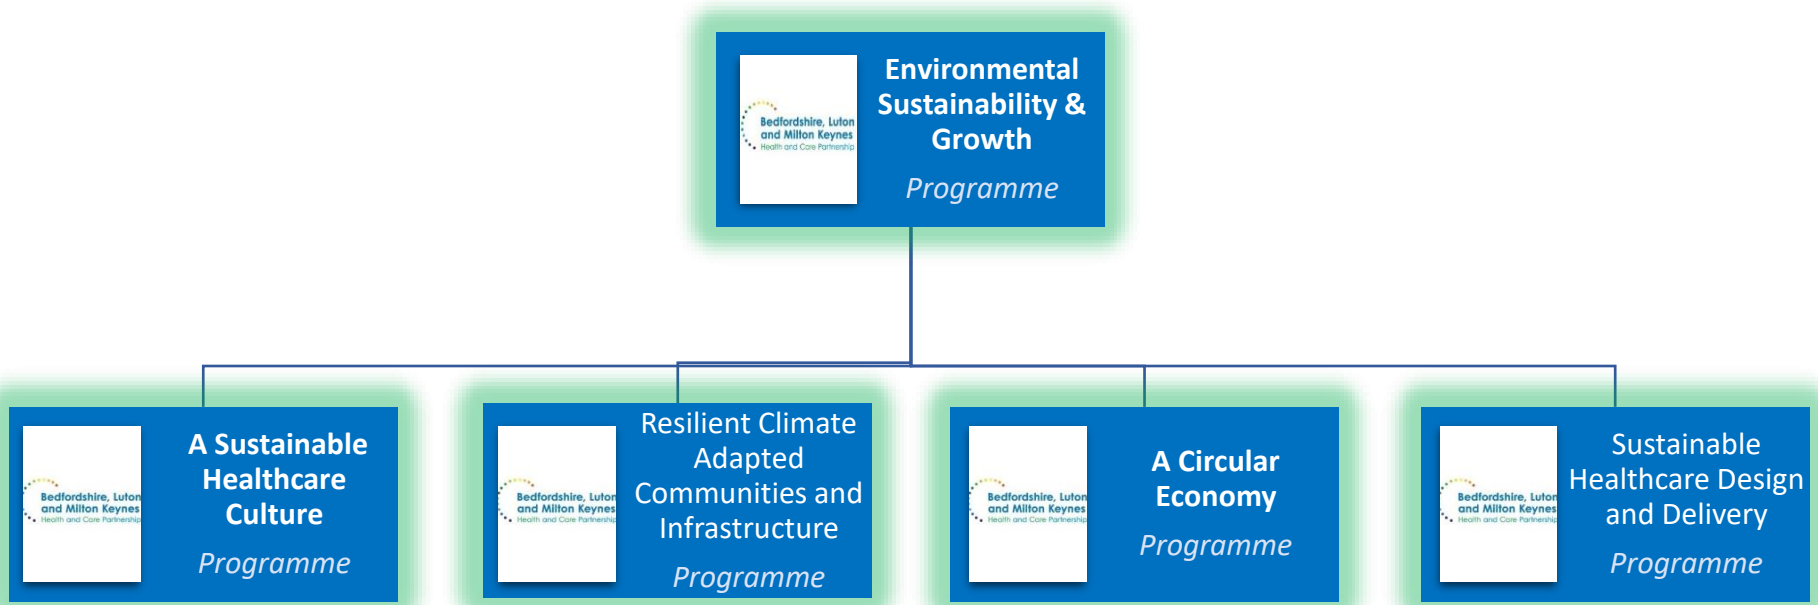 Bedfordshire, Luton
and Milton Keynes
Health and Care Partnership
Environmental
Sustainability &
Growth
Programme
Bedfordshire, Luton
and Milton Keynes
Health and Care Partnership
A Sustainable
Healthcare
Culture
Programme
Bedfordshire, Luton
and Milton Keynes
Health and Care Partnership
Resilient Climate
Adapted
Communities and
Infrastructure
Programme
Bedfordshire, Luton
and Milton Keynes
Health and Care Partnership
A Circular
Economy
Programme
Bedfordshire, Luton
and Milton Keynes
Health and Care Partnership
Sustainable
Healthcare Design
and Delivery
Programme